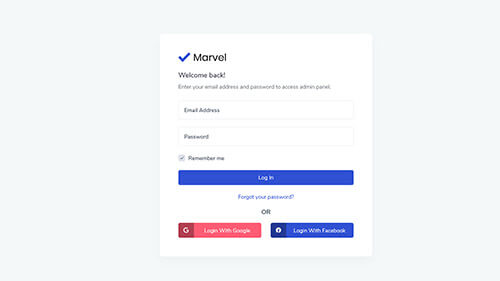 Marvel
Welcome back!
Enter your email address and password to access admin panel.
Email Address
Password
Remember me
Log In
Forgot your password?
OR
Login With Google
Login With Facebook